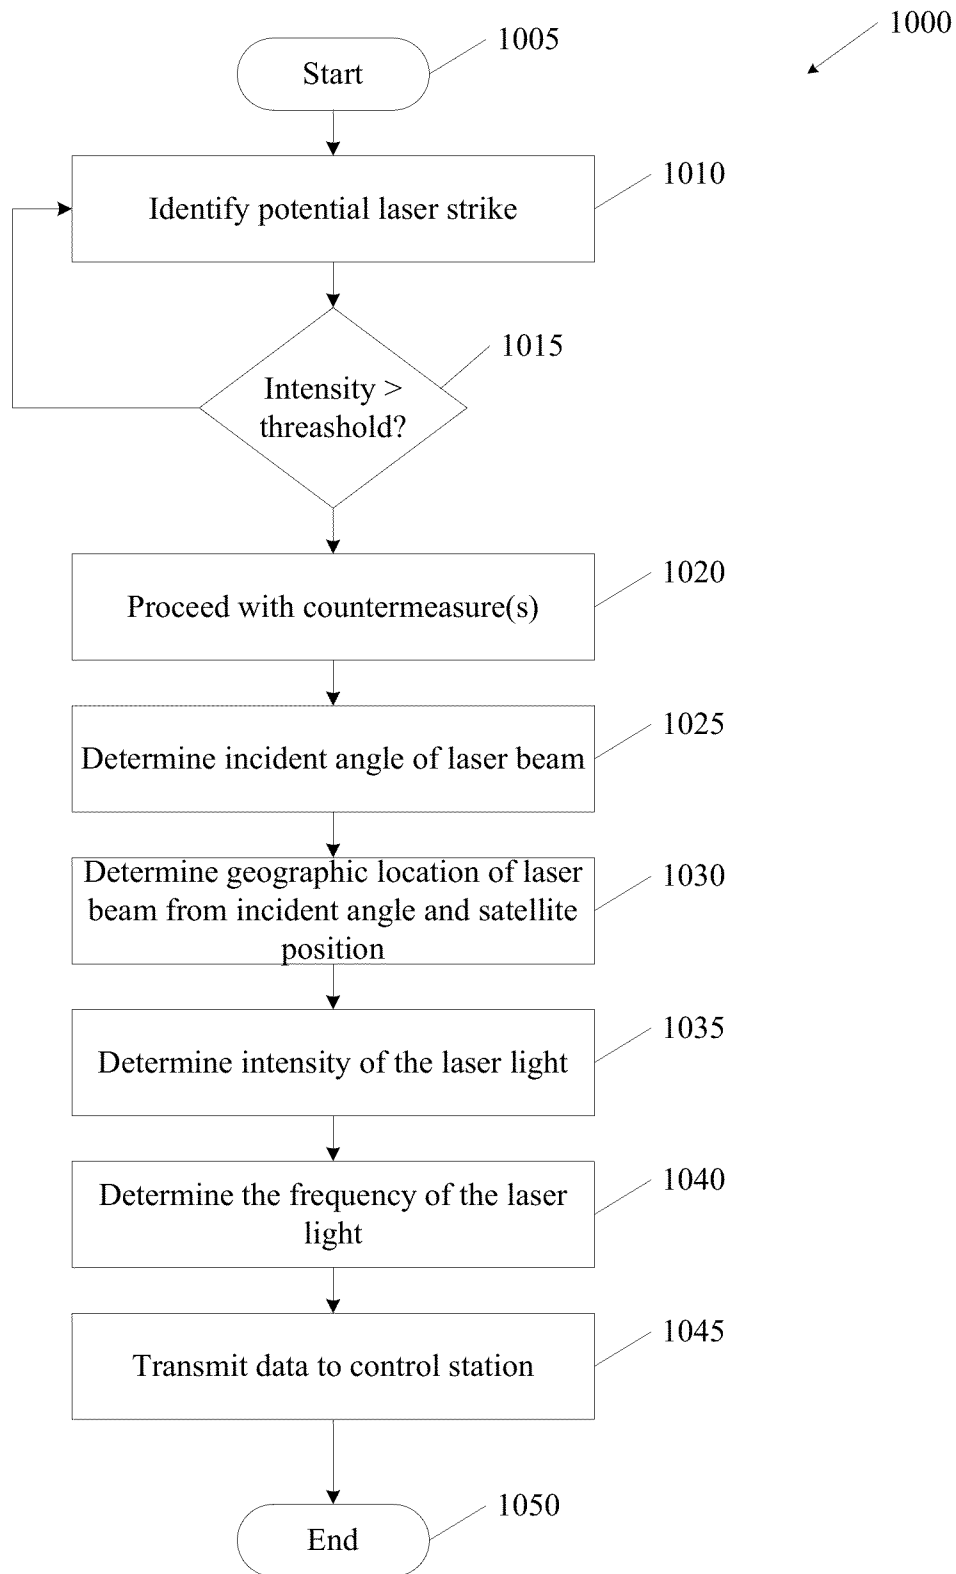 1000
Start
1005
Identify potential laser strike
1010
Intensity >
threashold?
1015
Proceed with countermeasure(s)
1020
Determine incident angle of laser beam
1025
Determine geographic location of laser
beam from incident angle and satellite
position
1030
Determine intensity of the laser light
1035
Determine the frequency of the laser
light
1040
Transmit data to control station
1045
End
1050